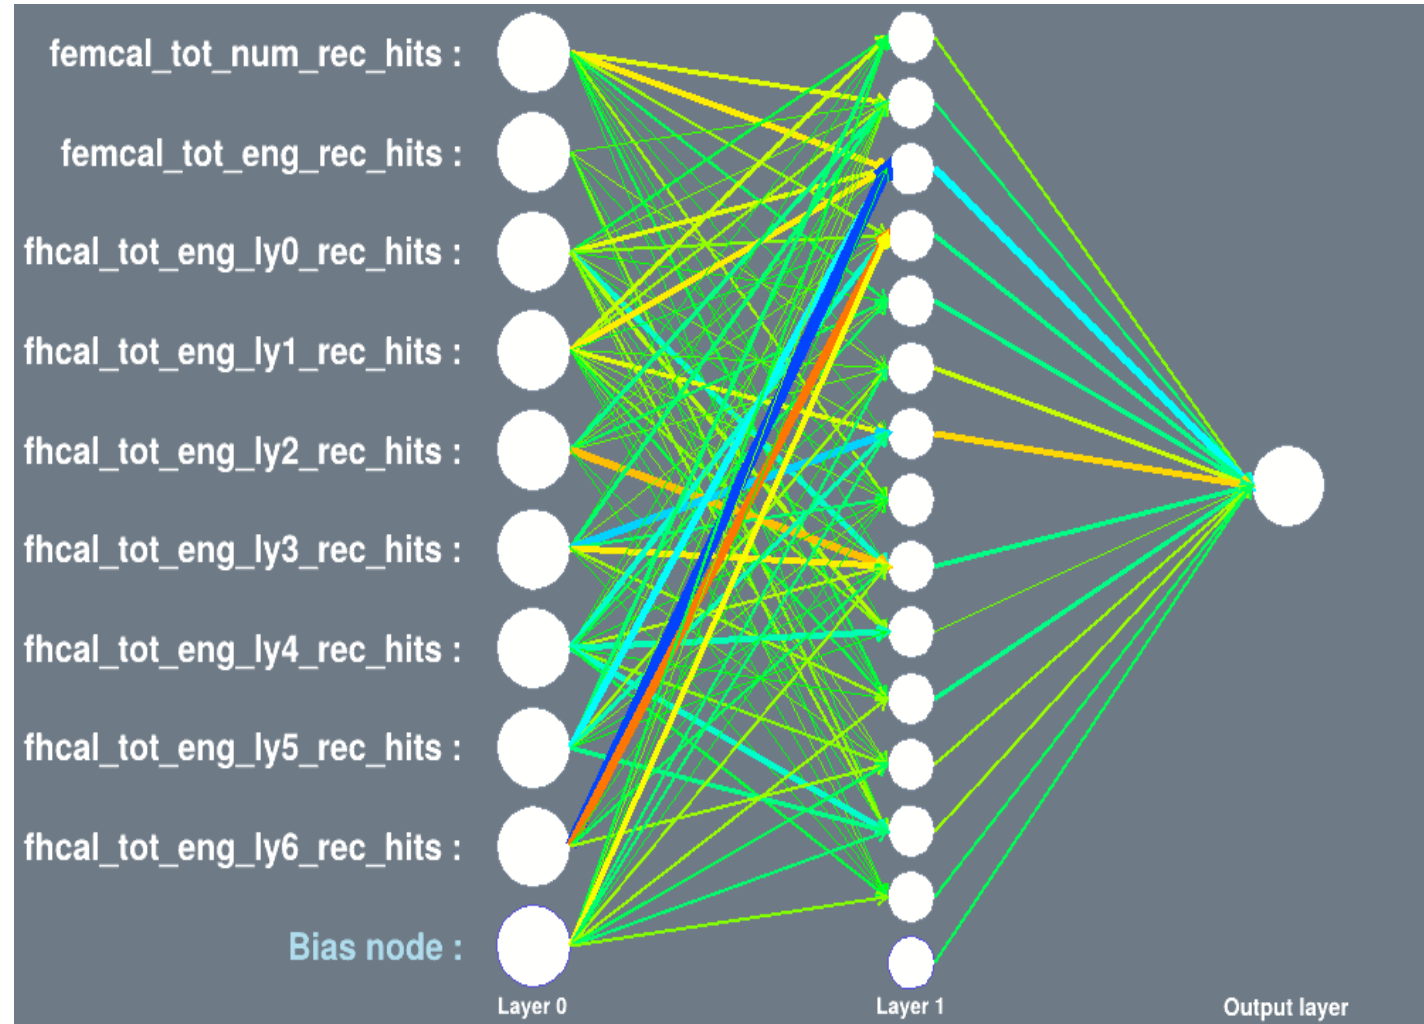 femcal_tot_num_rec_hits :
femcal_tot_eng_rec_hits :
fhcal_tot_eng_ly0_rec_hits :
fhcal_tot_eng_ly1_rec_hits :
fhcal_tot_eng_ly2_rec_hits :
fhcal_tot_eng_ly3_rec_hits :
fhcal_tot_eng_ly4_rec_hits :
fhcal_tot_eng_ly5_rec_hits :
fhcal_tot_eng_ly6_rec_hits :
Bias node :
Layer 0 Layer 1 Output layer